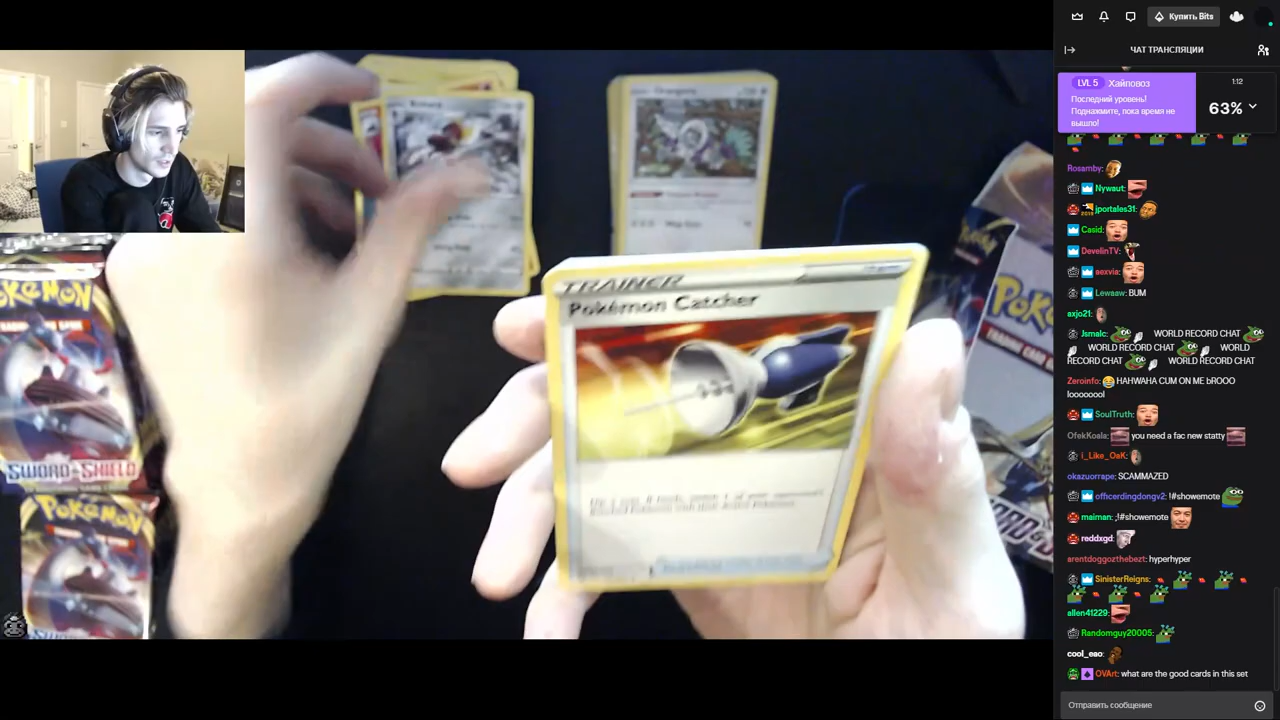 TRAINER
Pokémon Catcher
Oranguru
POKÉMON
SWORD SHIELD
POKÉMON
Купить Bits
ЧАТ ТРАНСЛЯЦИИ
LVL 5 Хайповоз
Последний уровень!
Поднажмите, пока время не
вышло!
1:12
63%
Rosamby:
Nywaut:
jportales31:
Casid:
DevelinTV:
aexvia:
Lewaaw: BUM
axjo21:
Jsmalc: WORLD RECORD CHAT
WORLD RECORD CHAT WORLD
RECORD CHAT WORLD RECORD CHAT
Zeroinfo: HAHWAHA CUM ON ME bROOO
loooooool
SoulTruth:
OfekKoala: you need a fac new statty
i_Like_OaK:
okazuorrape: SCAMMAZED
officerdingdongv2: !#showemote
maiman: ;!#showemote
reddxgd:
arentdoggozthebezt: hyperhyper
SinisterReigns:
allen41229:
Randomguy20005:
cool_eao:
OVArt: what are the good cards in this set
Отправить сообщение